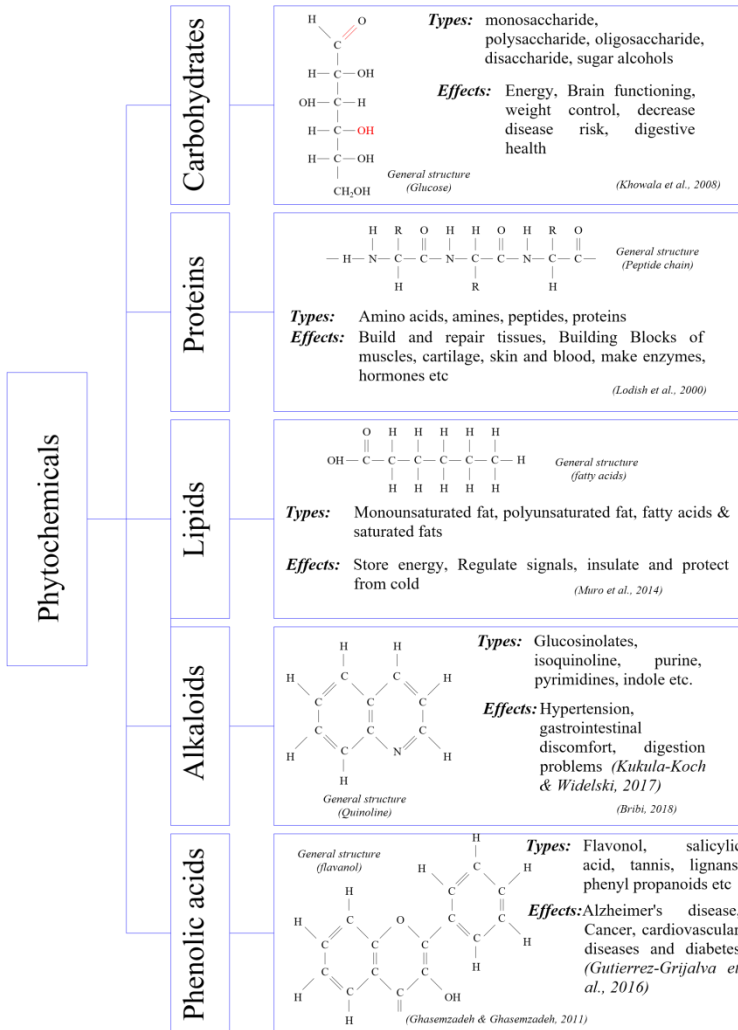 Phytochemicals
Carbohydrates
H O
C
H C OH
OH C H
H C OH
H C OH
CH2OH
General structure
(Glucose)
Types: monosaccharide,
polysaccharide, oligosaccharide,
disaccharide, sugar alcohols
Effects: Energy, Brain functioning,
weight control, decrease
disease risk, digestive
health
(Khowala et al., 2008)
Proteins
H R O H H O H R O
H N C C N C C N C C
H R H
General structure
(Peptide chain)
Types: Amino acids, amines, peptides, proteins
Effects: Build and repair tissues, Building Blocks of
muscles, cartilage, skin and blood, make enzymes,
hormones etc
(Lodish et al., 2000)
Lipids
O H H H H H
OH C C C C C C H
H H H H H
General structure
(fatty acids)
Types: Monounsaturated fat, polyunsaturated fat, fatty acids &
saturated fats
Effects: Store energy, Regulate signals, insulate and protect
from cold
(Muro et al., 2014)
Alkaloids
H H
H C C H
C C C
C C C
H C N H
H
General structure
(Quinoline)
Types: Glucosinolates,
isoquinoline, purine,
pyrimidines, indole etc.
Effects: Hypertension,
gastrointestinal
discomfort, digestion
problems (Kukula-Koch
& Widelski, 2017)
(Bribi, 2018)
Phenolic acids
General structure
(flavanol)
H
H C H
C C
H C C
H C O C C H
C C C H
C C C
H C C OH
H
Types: Flavonol, salicylic
acid, tannis, lignans
phenyl propanoids etc
Effects: Alzheimer's disease,
Cancer, cardiovascular
diseases and diabetes
(Gutierrez-Grijalva et
al., 2016)
(Ghasemzadeh & Ghasemzadeh, 2011)